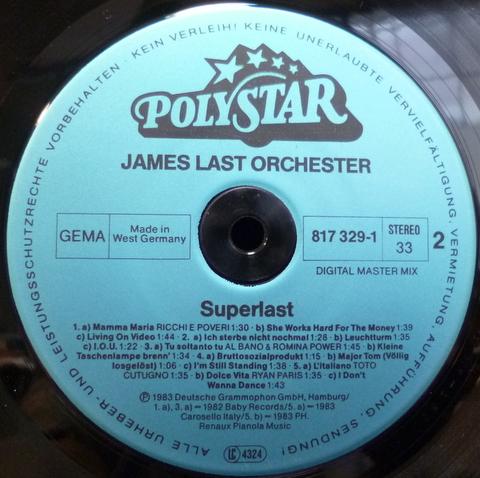 ALLE URHEBER- UND LEISTUNGSSCHUTZRECHTE VORBEHALTEN · KEIN VERLEIH! KEINE UNERLAUBTE VERVIELFÄLTIGUNG, VERMIETUNG, AUFFÜHRUNG, SENDUNG!
POLYSTAR
JAMES LAST ORCHESTER
GEMA
Made in
West Germany
817 329-1
STEREO
33
2
DIGITAL MASTER MIX
Superlast
1. a) Mamma Maria RICCHI E POVERI 1:30 · b) She Works Hard For The Money 1:39
c) Living On Video 1:44 · 2. a) Ich sterbe nicht nochmal 1:28 · b) Leuchtturm 1:31
c) I.O.U. 1:22 · 3. a) Tu soltanto tu AL BANO & ROMINA POWER 1:45 · b) Kleine
Taschenlampe brenn' 1:34 · 4. a) Bruttosozialprodukt 1:15 · b) Major Tom (Völlig
losgelöst) 1:06 · c) I'm Still Standing 1:38 · 5. a) L'italiano TOTO
CUTUGNO 1:35 · b) Dolce Vita RYAN PARIS 1:35 · c) I Don't
Wanna Dance 1:43
Ⓟ 1983 Deutsche Grammophon GmbH, Hamburg/
1. a), 3. a) – 1982 Baby Records/5. a) – 1983
Carosello Italy/5. b) – 1983 PH.
Renaux Pianola Music
LC 4324